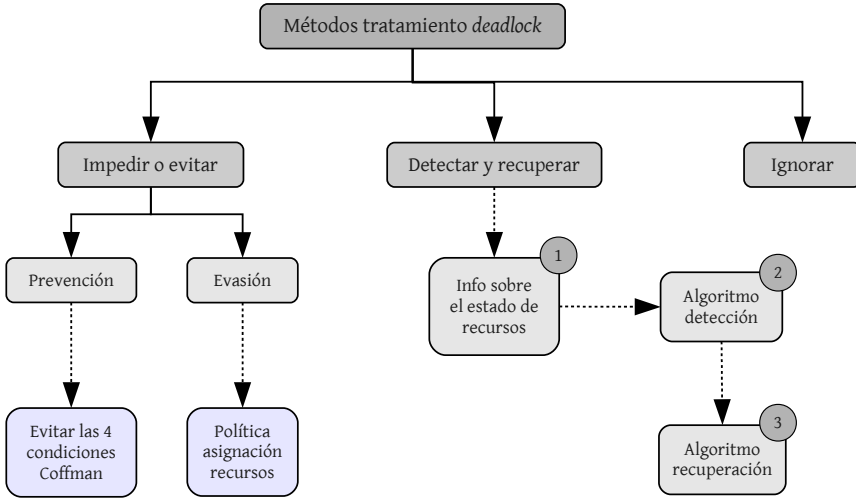 Métodos tratamiento deadlock
Impedir o evitar
Detectar y recuperar
Ignorar
Prevención
Evasión
1
Info sobre
el estado de
recursos
2
Algoritmo
detección
Evitar las 4
condiciones
Coffman
Política
asignación
recursos
3
Algoritmo
recuperación